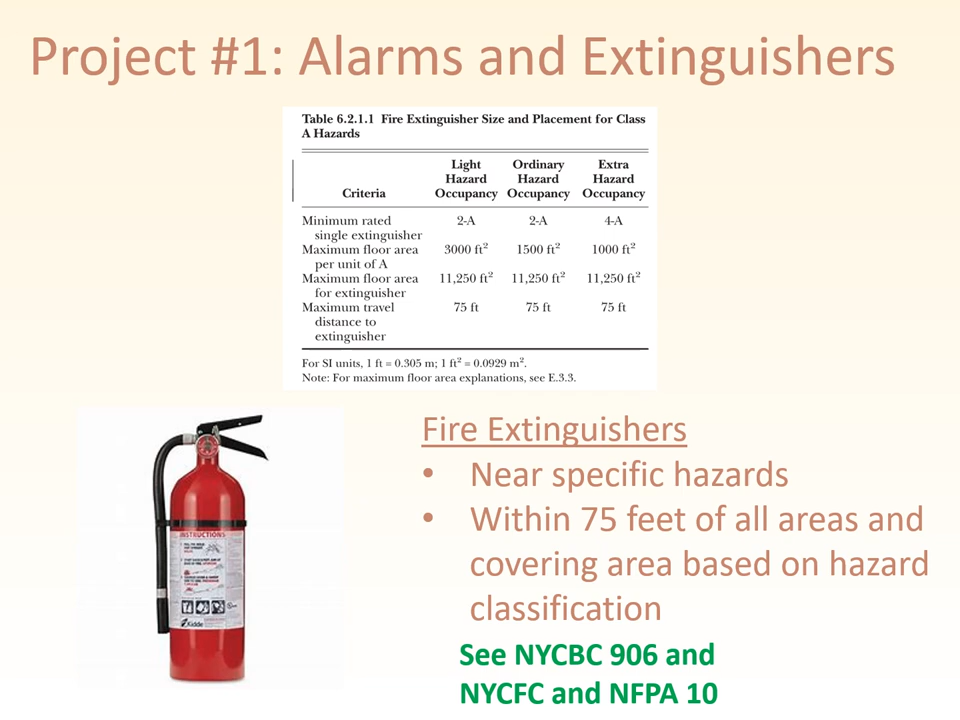 Project #1: Alarms and Extinguishers
Table 6.2.1.1 Fire Extinguisher Size and Placement for Class
A Hazards
Light Ordinary Extra
Hazard Hazard Hazard
Criteria Occupancy Occupancy Occupancy
Minimum rated 2-A 2-A 4-A
single extinguisher
Maximum floor area 3000 ft² 1500 ft² 1000 ft²
per unit of A
Maximum floor area 11,250 ft² 11,250 ft² 11,250 ft²
for extinguisher
Maximum travel 75 ft 75 ft 75 ft
distance to
extinguisher
For SI units, 1 ft = 0.305 m; 1 ft² = 0.0929 m².
Note: For maximum floor area explanations, see E.3.3.
INSTRUCTIONS
Kidde
Fire Extinguishers
• Near specific hazards
• Within 75 feet of all areas and
covering area based on hazard
classification
See NYCBC 906 and
NYCFC and NFPA 10